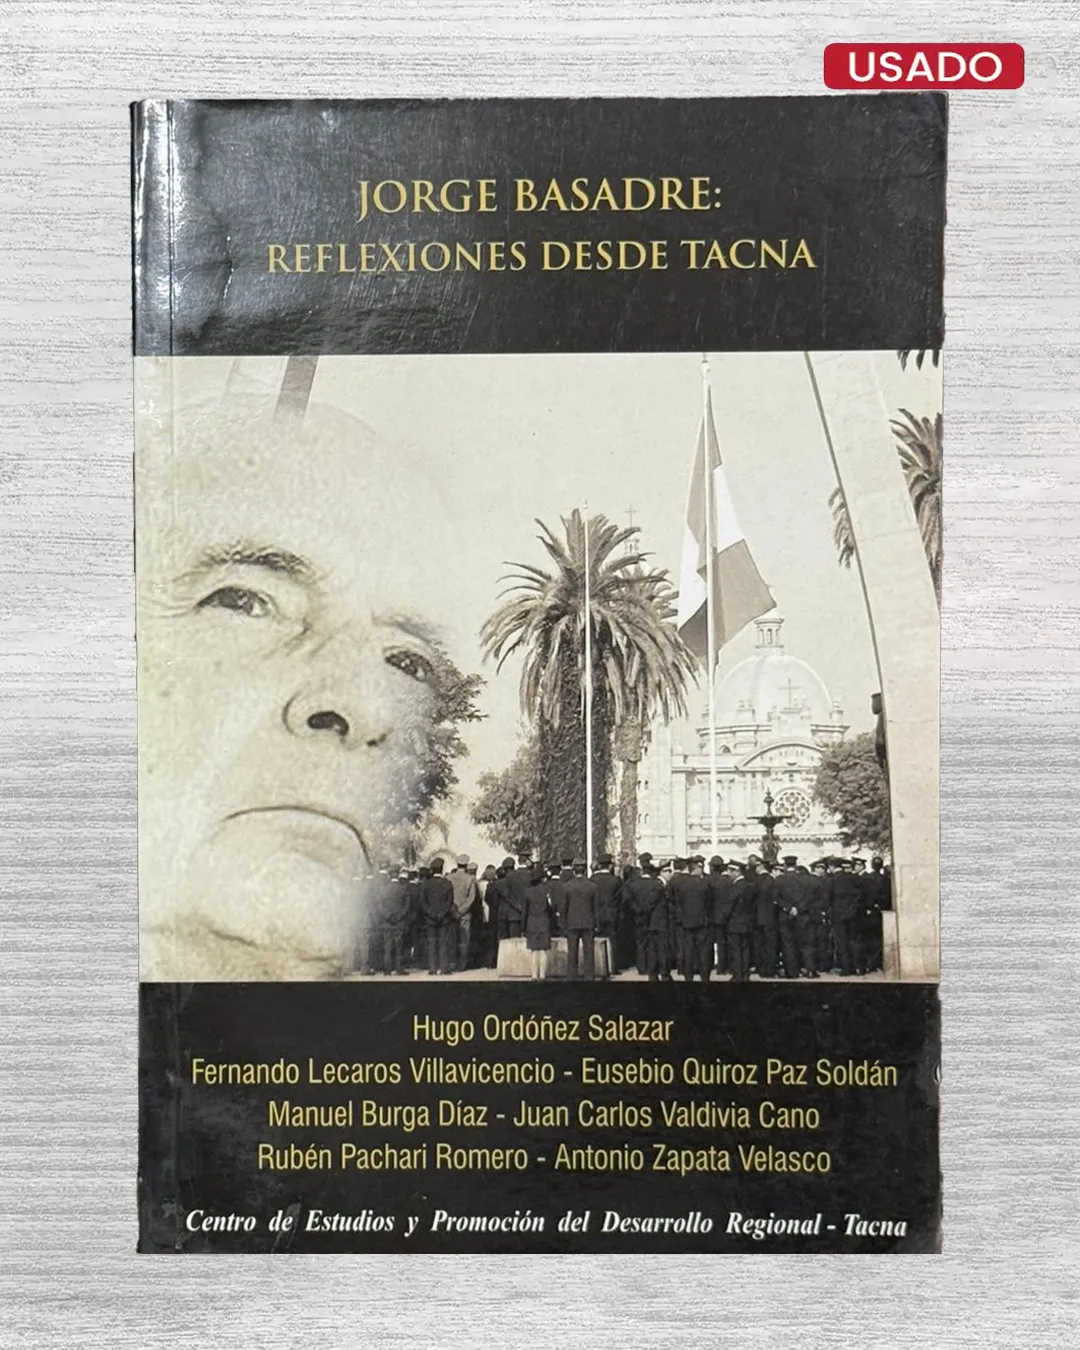 USADO
JORGE BASADRE:
REFLEXIONES DESDE TACNA
Hugo Ordóñez Salazar
Fernando Lecaros Villavicencio - Eusebio Quiroz Paz Soldán
Manuel Burga Díaz - Juan Carlos Valdivia Cano
Rubén Pachari Romero - Antonio Zapata Velasco
Centro de Estudios y Promoción del Desarrollo Regional - Tacna